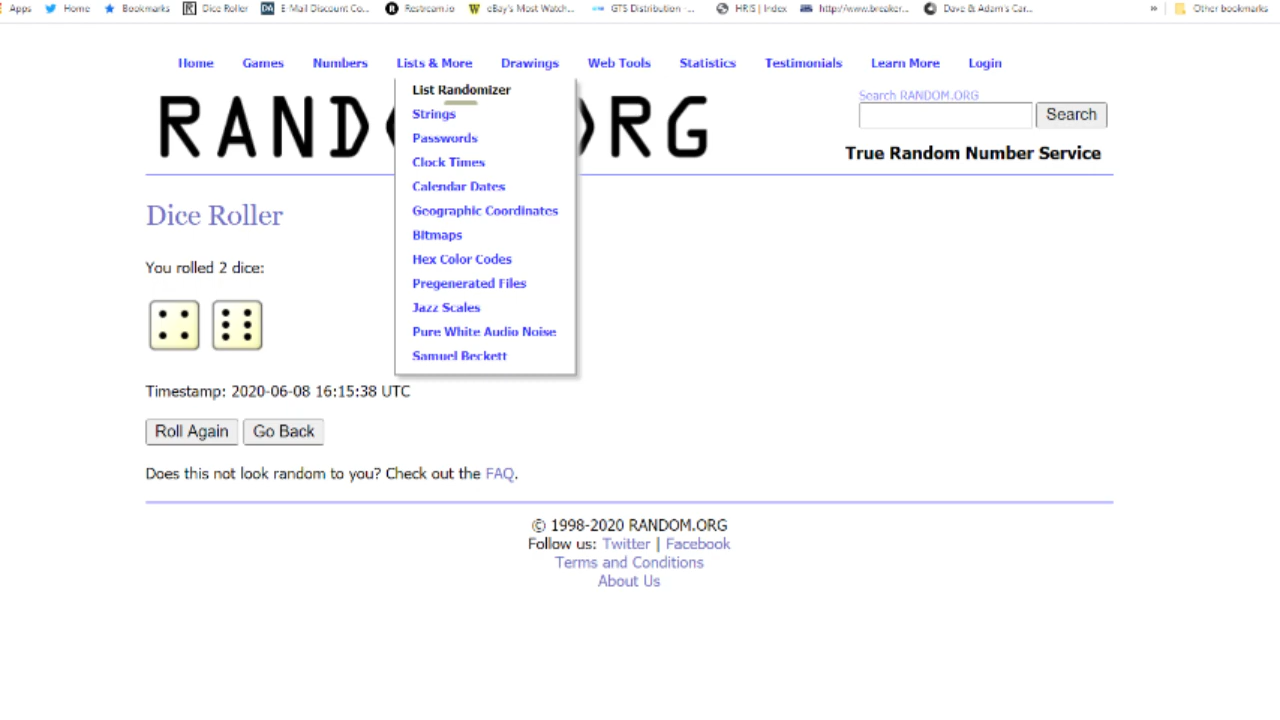 Apps Home Bookmarks Dice Roller E-Mail Discount Co... Restream.io eBay's Most Watch... GTS Distribution -... HRIS | Index http://www.breaker... Dave & Adam's Car... » Other bookmarks
Home Games Numbers Lists & More Drawings Web Tools Statistics Testimonials Learn More Login
List Randomizer
Strings
Passwords
Clock Times
Calendar Dates
Geographic Coordinates
Bitmaps
Hex Color Codes
Pregenerated Files
Jazz Scales
Pure White Audio Noise
Samuel Beckett
RAND RG
Search RANDOM.ORG
Search
True Random Number Service
Dice Roller
You rolled 2 dice:
Timestamp: 2020-06-08 16:15:38 UTC
Roll Again Go Back
Does this not look random to you? Check out the FAQ.
© 1998-2020 RANDOM.ORG
Follow us: Twitter | Facebook
Terms and Conditions
About Us